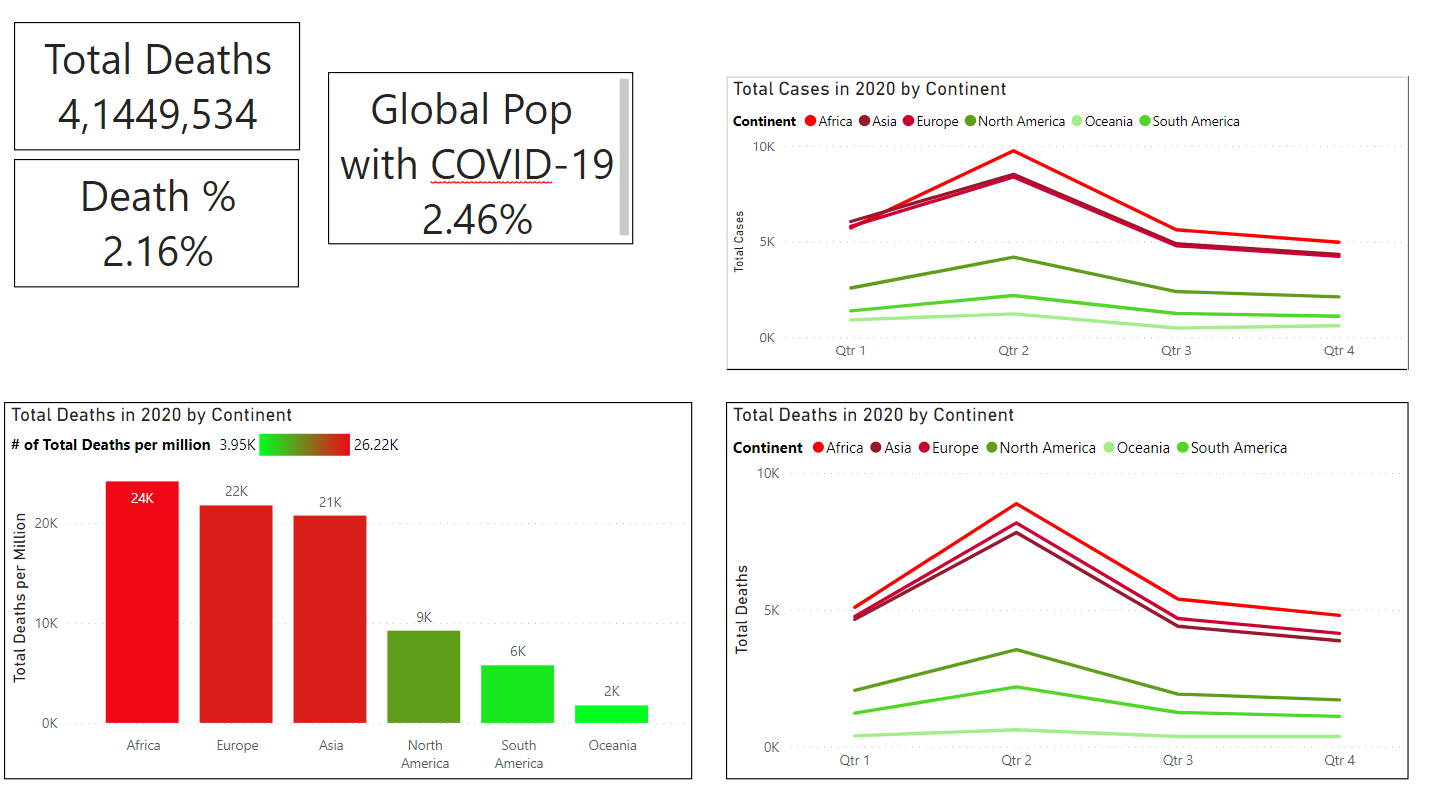 Total Deaths
4,1449,534
Death %
2.16%
Global Pop
with COVID-19
2.46%
Total Cases in 2020 by Continent
Continent Africa Asia Europe North America Oceania South America
Total Cases
10K
5K
0K
Qtr 1 Qtr 2 Qtr 3 Qtr 4
Total Deaths in 2020 by Continent
# of Total Deaths per million 3.95K 26.22K
Total Deaths per Million
20K
10K
0K
24K
22K
21K
9K
6K
2K
Africa Europe Asia North South Oceania
America America
Total Deaths in 2020 by Continent
Continent Africa Asia Europe North America Oceania South America
Total Deaths
10K
5K
0K
Qtr 1 Qtr 2 Qtr 3 Qtr 4